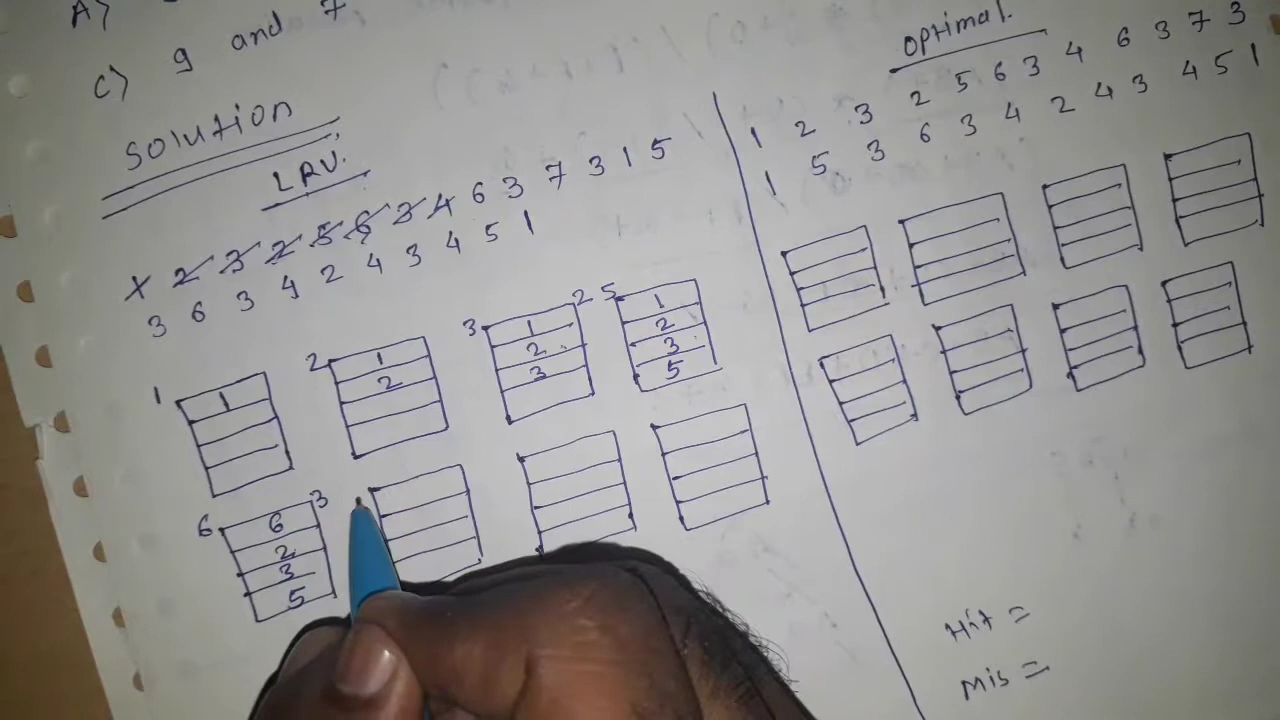 A)
C) 9 and 7
Solution
LRU.
1 2 3 2 5 6 3 4 6 3 7 3 1 5
3 6 3 4 2 4 3 4 5 1
1
1
2
1
2
3
1
2
3
2
5
1
2
3
5
6
6
2
3
5
3
optimal.
1 2 3 2 5 6 3 4 6 3 7 3
1 5 3 6 3 4 2 4 3 4 5 1
Hit =
Mis =